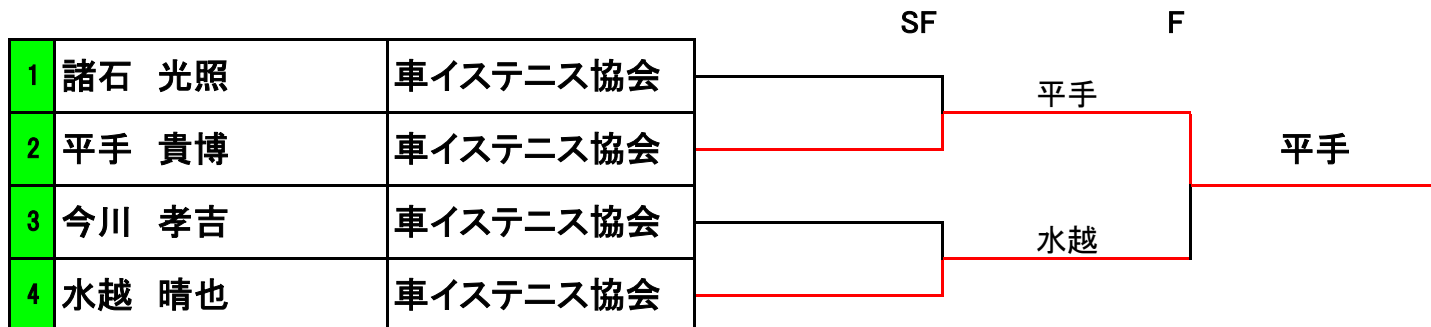 SF F
1 諸石 光照 車イステニス協会
平手
2 平手 貴博 車イステニス協会 平手
3 今川 孝吉 車イステニス協会
水越
4 水越 晴也 車イステニス協会